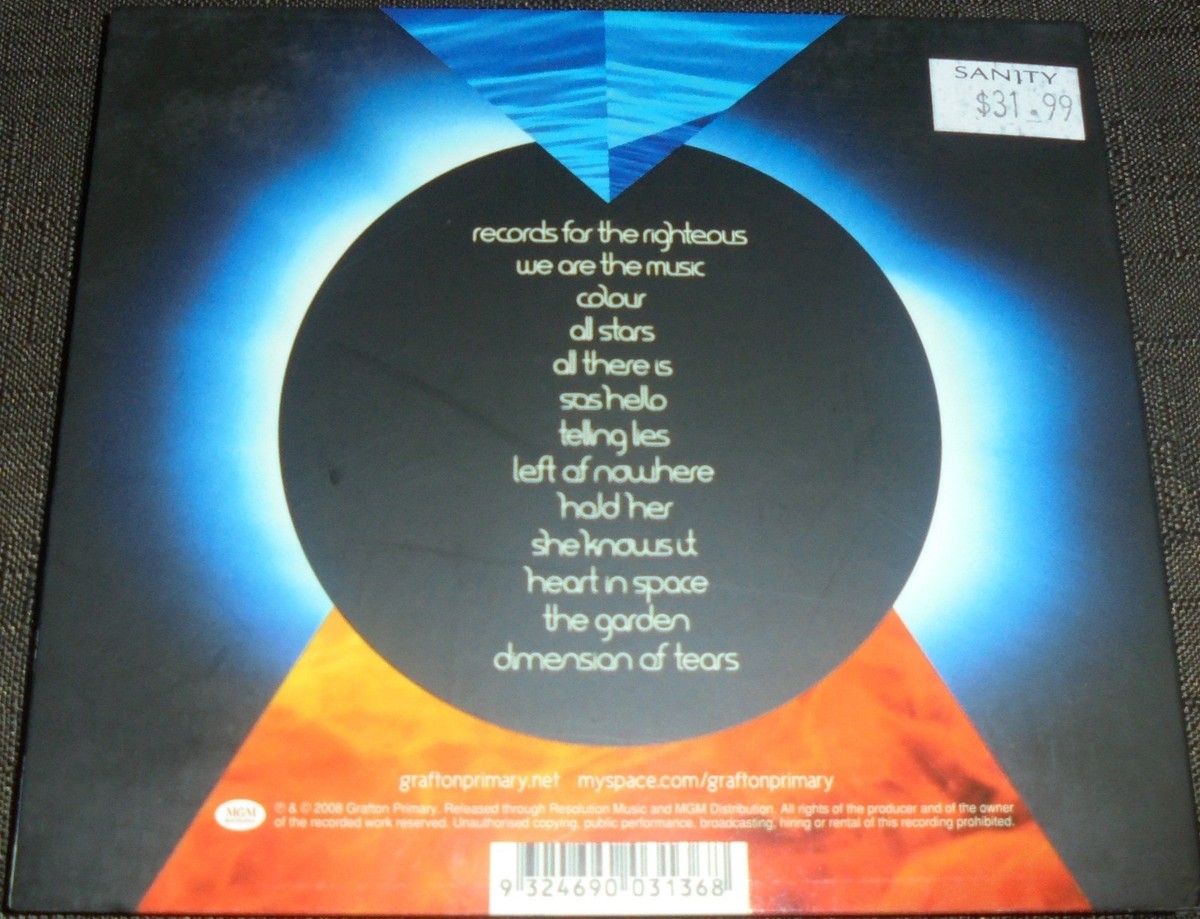 SANITY
$31.99
records for the righteous
we are the music
colour
all stars
all there is
sos hello
telling lies
left of nowhere
hold her
she knows it
heart in space
the garden
dimension of tears
graftonprimary.net myspace.com/graftonprimary
MGM
℗ & © 2008 Grafton Primary. Released through Resolution Music and MGM Distribution. All rights of the producer and of the owner
of the recorded work reserved. Unauthorised copying, public performance, broadcasting, hiring or rental of this recording prohibited.
9 324690 031368